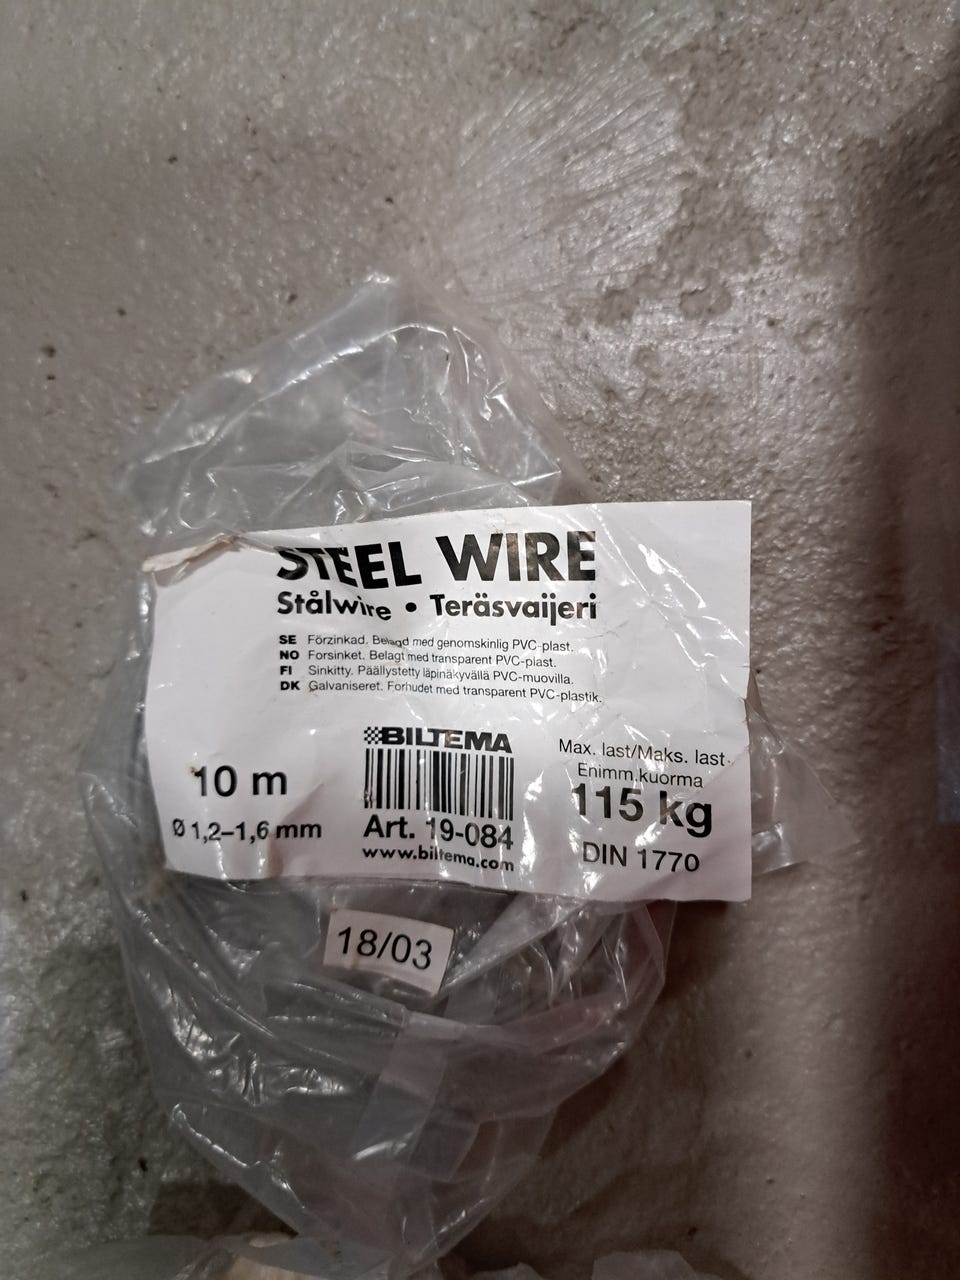 STEEL WIRE
Stålwire • Teräsvaijeri
SE Förzinkad. Belagd med genomskinlig PVC-plast.
NO Forsinket. Belagt med transparent PVC-plast.
FI Sinkitty. Päällystetty läpinäkyvällä PVC-muovilla.
DK Galvaniseret. Forhudet med transparent PVC-plastik.
BILTEMA
10 m
Ø 1,2–1,6 mm
Art. 19-084
www.biltema.com
Max. last/Maks. last-
Enimm.kuorma
115 kg
DIN 1770
18/03